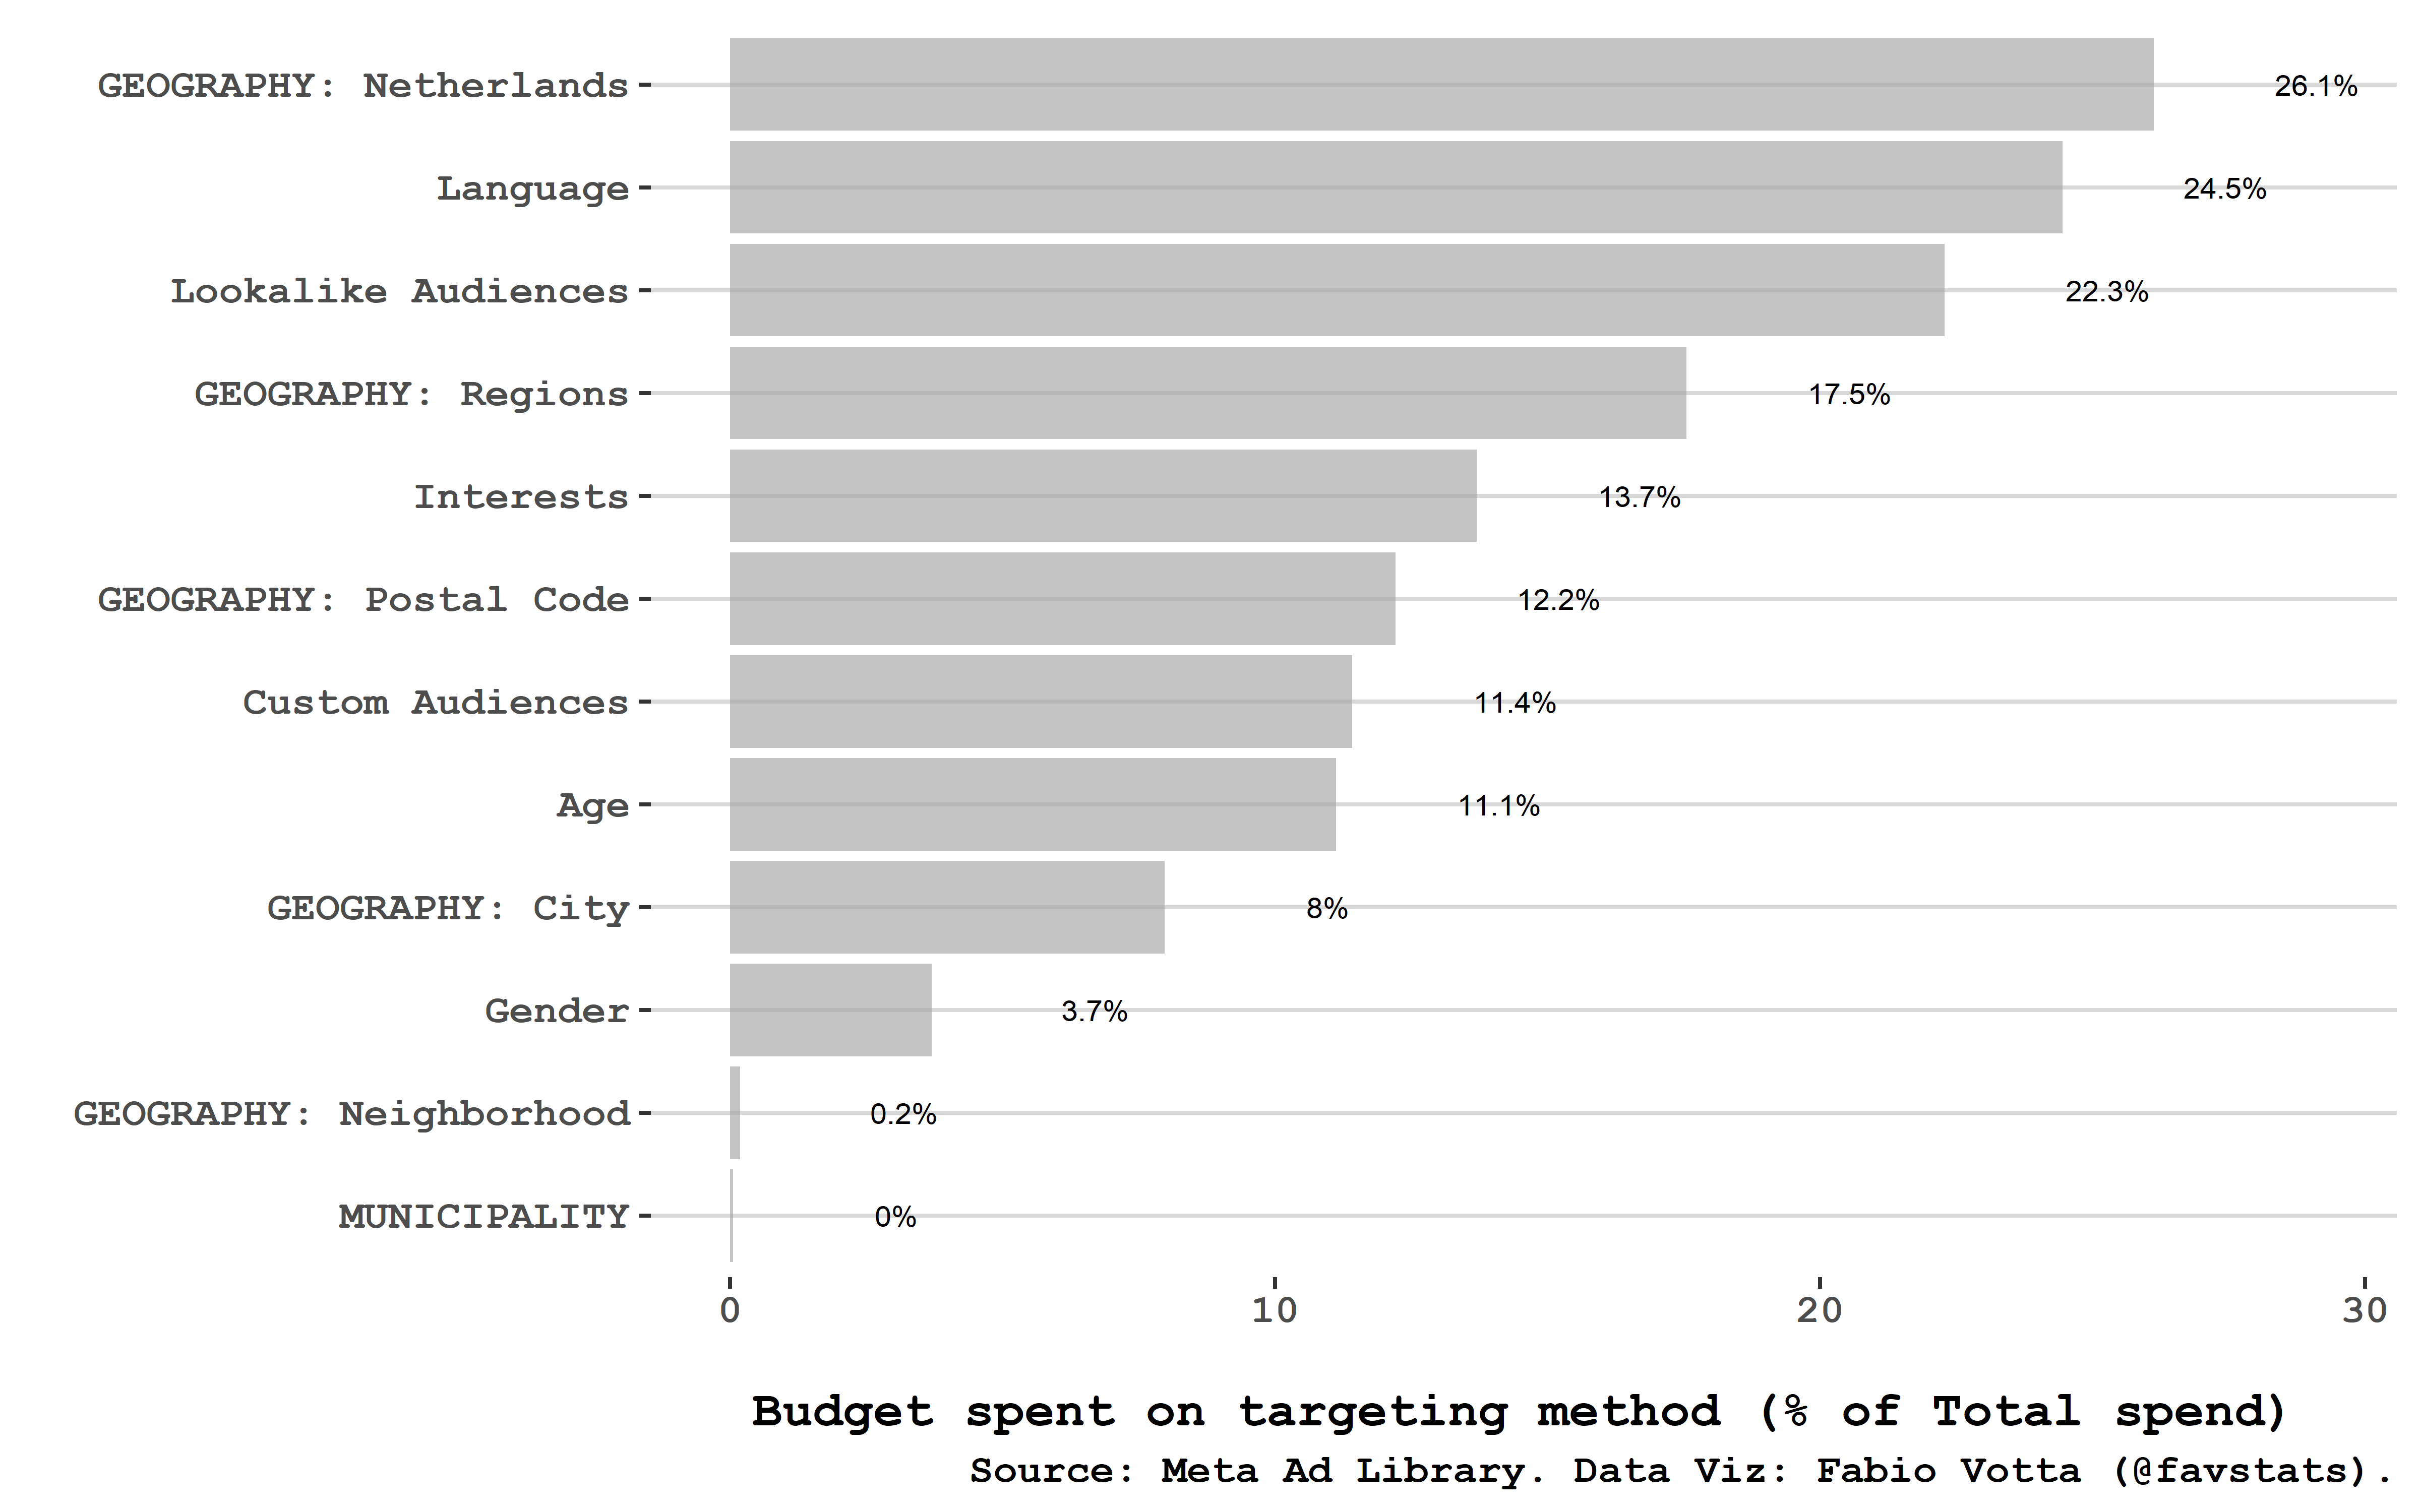 GEOGRAPHY: Netherlands 26.1%
Language 24.5%
Lookalike Audiences 22.3%
GEOGRAPHY: Regions 17.5%
Interests 13.7%
GEOGRAPHY: Postal Code 12.2%
Custom Audiences 11.4%
Age 11.1%
GEOGRAPHY: City 8%
Gender 3.7%
GEOGRAPHY: Neighborhood 0.2%
MUNICIPALITY 0%
0 10 20 30
Budget spent on targeting method (% of Total spend)
Source: Meta Ad Library. Data Viz: Fabio Votta (@favstats).